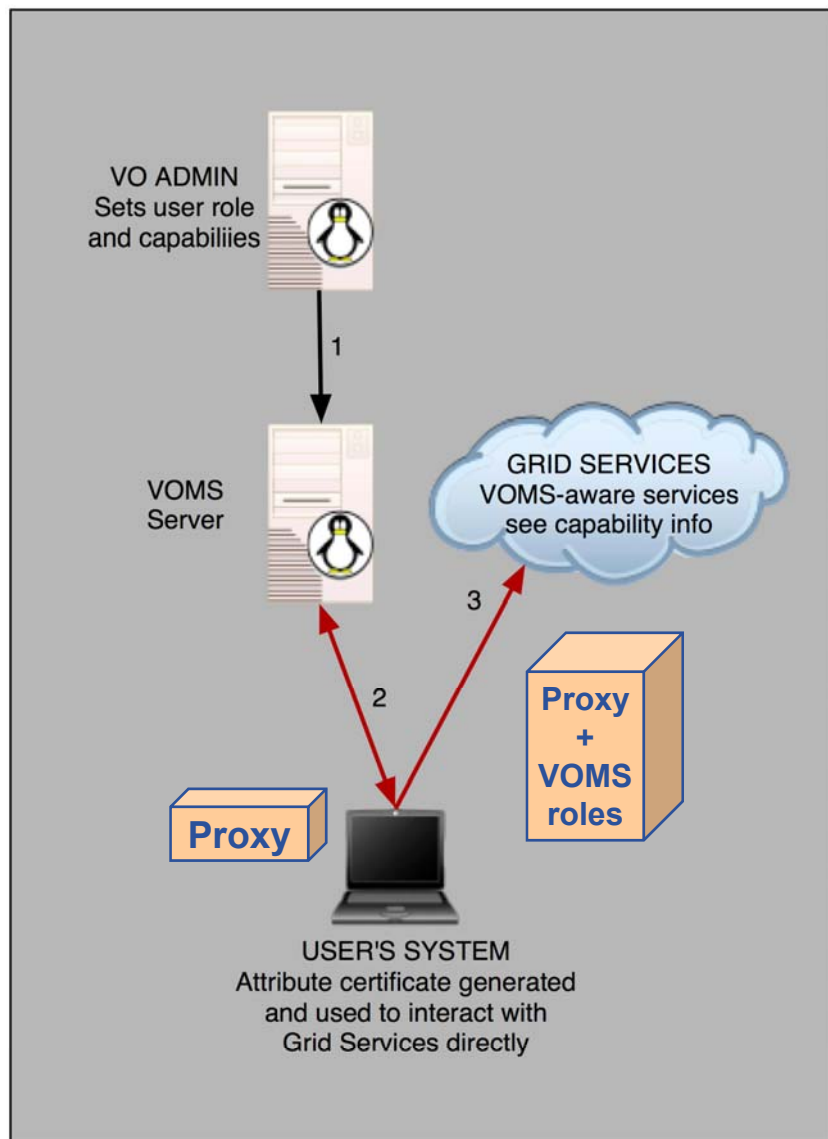 VO ADMIN
Sets user role
and capabiliies
1
VOMS
Server
GRID SERVICES
VOMS-aware services
see capability info
3
2
Proxy
+
VOMS
roles
Proxy
USER'S SYSTEM
Attribute certificate generated
and used to interact with
Grid Services directly